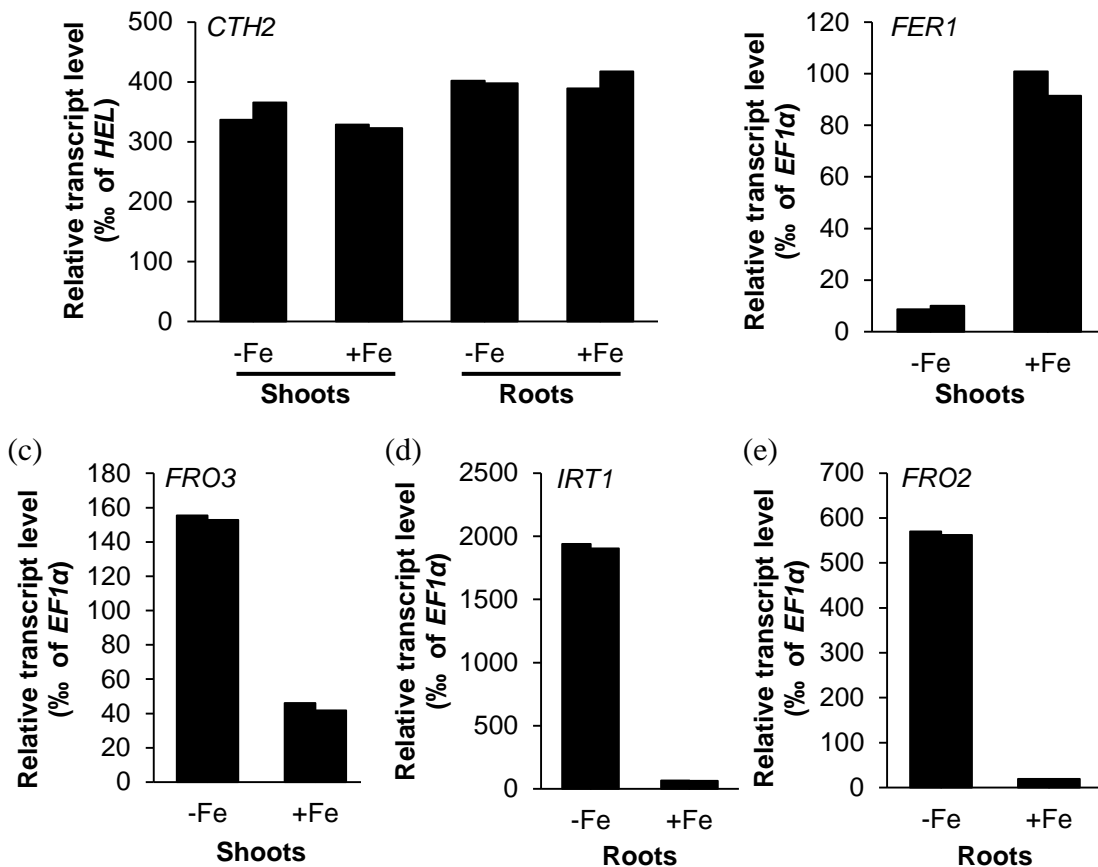 CTH2
Relative transcript level
(‰ of HEL)
500
400
300
200
100
0
-Fe
+Fe
-Fe
+Fe
Shoots
Roots
FER1
Relative transcript level
(‰ of EF1α)
120
100
80
60
40
20
0
-Fe
+Fe
Shoots
(c)
FRO3
Relative transcript level
(‰ of EF1α)
180
160
140
120
100
80
60
40
20
0
-Fe
+Fe
Shoots
(d)
IRT1
Relative transcript level
(‰ of EF1α)
2500
2000
1500
1000
500
0
-Fe
+Fe
Roots
(e)
FRO2
Relative transcript level
(‰ of EF1α)
700
600
500
400
300
200
100
0
-Fe
+Fe
Roots